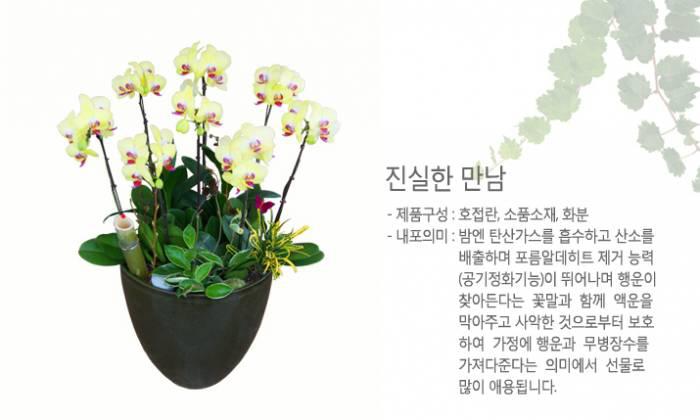 진실한 만남
- 제품구성 : 호접란, 소품소재, 화분
- 내포의미 : 밤엔 탄산가스를 흡수하고 산소를
배출하며 포름알데히트 제거 능력
(공기정화기능)이 뛰어나며 행운이
찾아든다는 꽃말과 함께 액운을
막아주고 사악한 것으로부터 보호
하여 가정에 행운과 무병장수를
가져다준다는 의미에서 선물로
많이 애용됩니다.